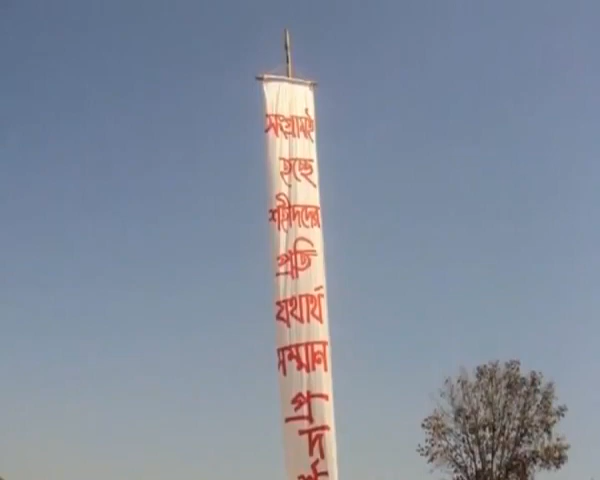 সংগ্রামই
হচ্ছে
শহীদদের
প্রতি
যথার্থ
সম্মান
প্র
দ